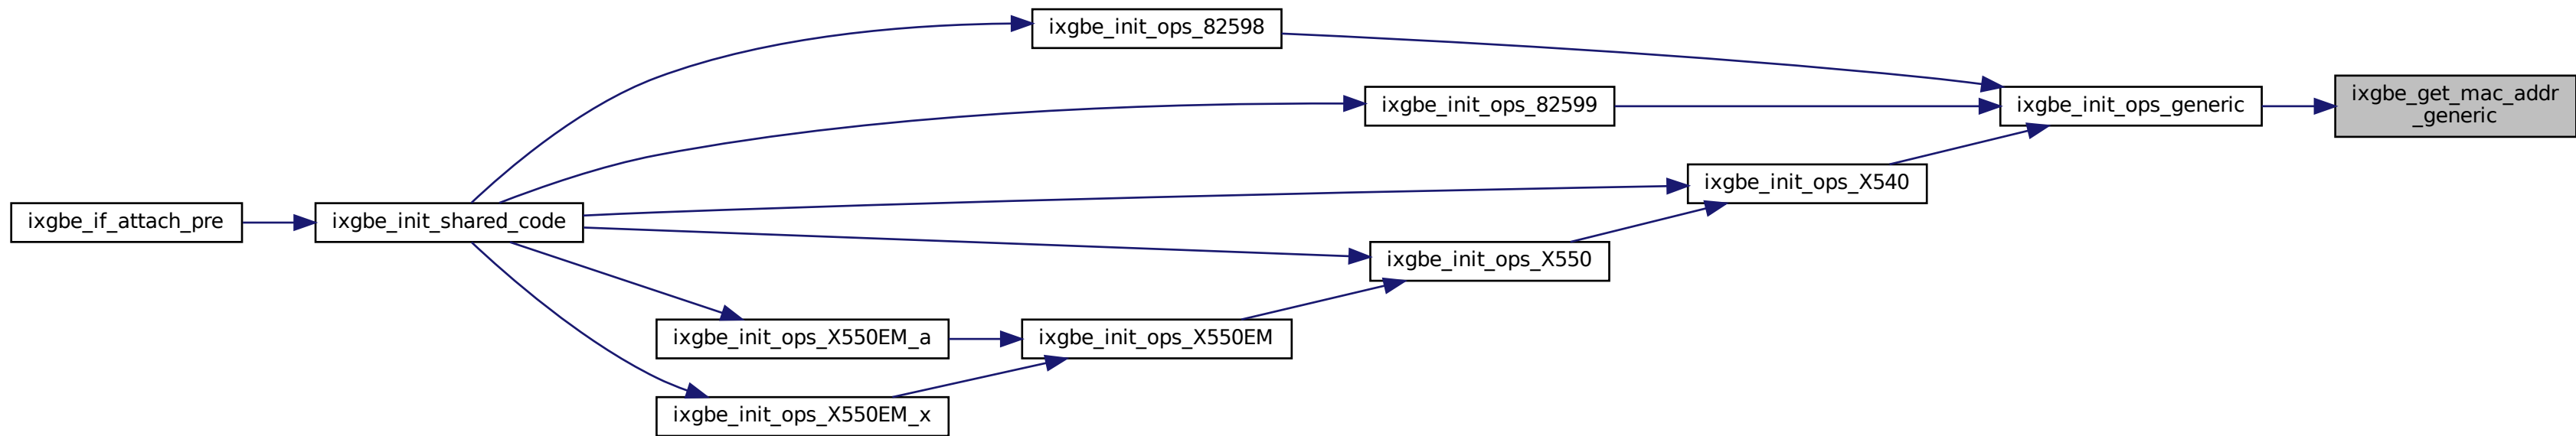 ixgbe_init_ops_82598
ixgbe_get_mac_addr
_generic
ixgbe_init_ops_82599
ixgbe_init_ops_generic
ixgbe_init_ops_X540
ixgbe_if_attach_pre
ixgbe_init_shared_code
ixgbe_init_ops_X550
ixgbe_init_ops_X550EM_a
ixgbe_init_ops_X550EM
ixgbe_init_ops_X550EM_x